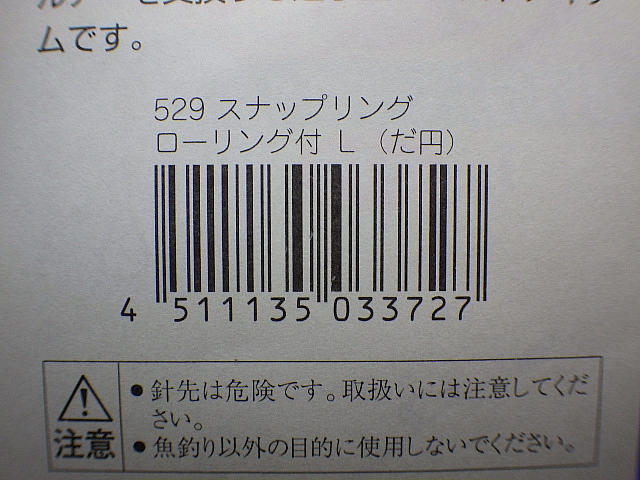 ムです。
529 スナップリング
ローリング付 L （だ円）
4 511135 033727
注意
●針先は危険です。取扱いには注意してくだ
さい。
●魚釣り以外の目的に使用しないでください。